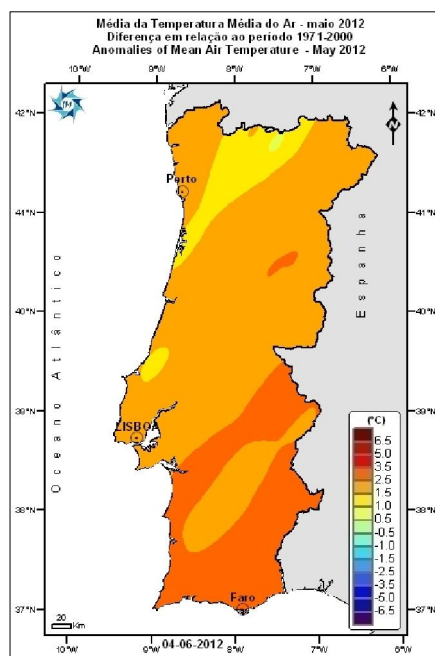 Média da Temperatura Média do Ar - maio 2012
Diferença em relação ao período 1971-2000
Anomalies of Mean Air Temperature - May 2012
10°W 9°W 8°W 7°W 6°W
42°N 42°N
Porto
41°N 41°N
Espanha
40°N 40°N
Oceano Atlântico
39°N 39°N
LISBOA
(°C)
6.5
5.0
3.5
2.5
1.5
0.5
-0.5
-1.5
-2.5
-3.5
-5.0
-6.5
38°N 38°N
Faro
37°N 37°N
20
Km
04-06-2012
10°W 9°W 8°W 7°W 6°W